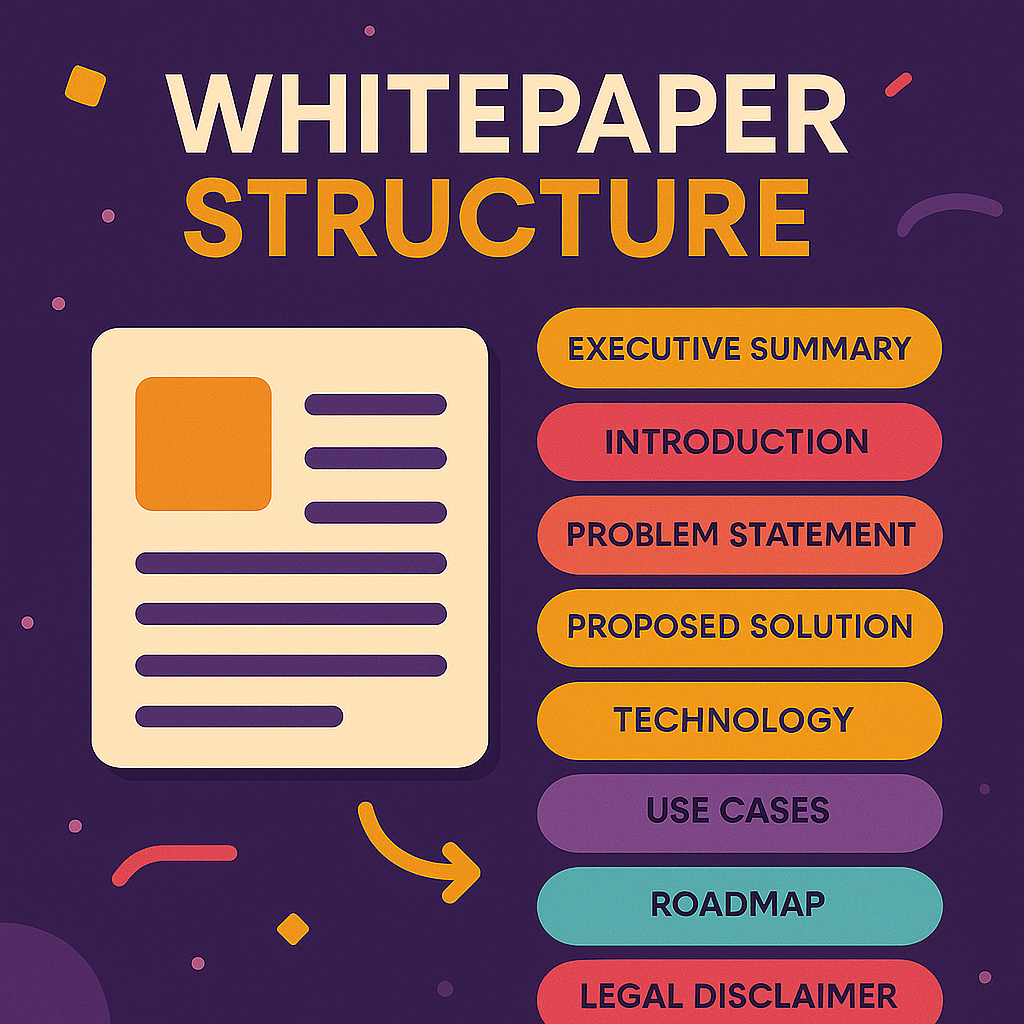 WHITEPAPER
STRUCTURE
EXECUTIVE SUMMARY
INTRODUCTION
PROBLEM STATEMENT
PROPOSED SOLUTION
TECHNOLOGY
USE CASES
ROADMAP
LEGAL DISCLAIMER